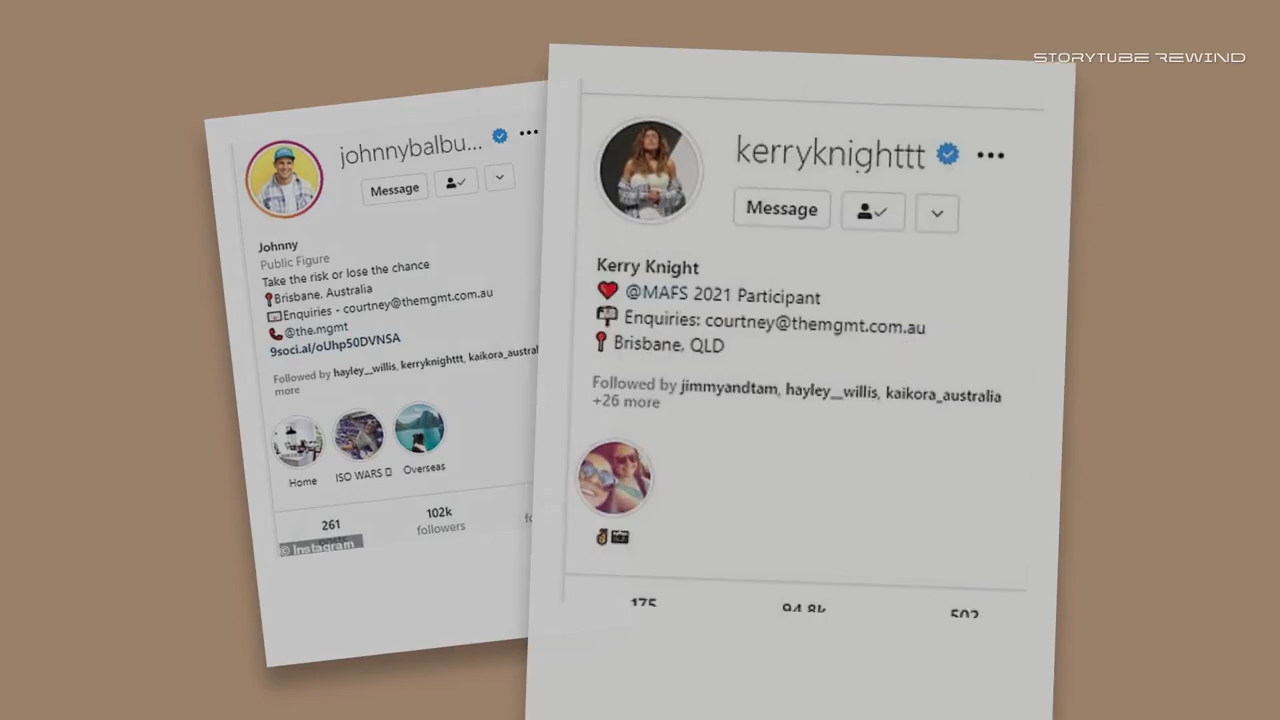 STORYTUBE REWIND
johnnybalbu...
Message
Johnny
Public Figure
Take the risk or lose the chance
📍Brisbane, Australia
Enquiries - courtney@themgmt.com.au
📞@the.mgmt
9soci.al/oUhp50DVNSA
Followed by hayley__willis, kerryknighttt, kaikora_austral
more
Home ISO WARS Overseas
261 102k
posts followers
© Instagram
kerryknighttt
Message
Kerry Knight
❤️ @MAFS 2021 Participant
📬 Enquiries: courtney@themgmt.com.au
📍 Brisbane, QLD
Followed by jimmyandtam, hayley__willis, kaikora_australia
+26 more
175 94.8k 502